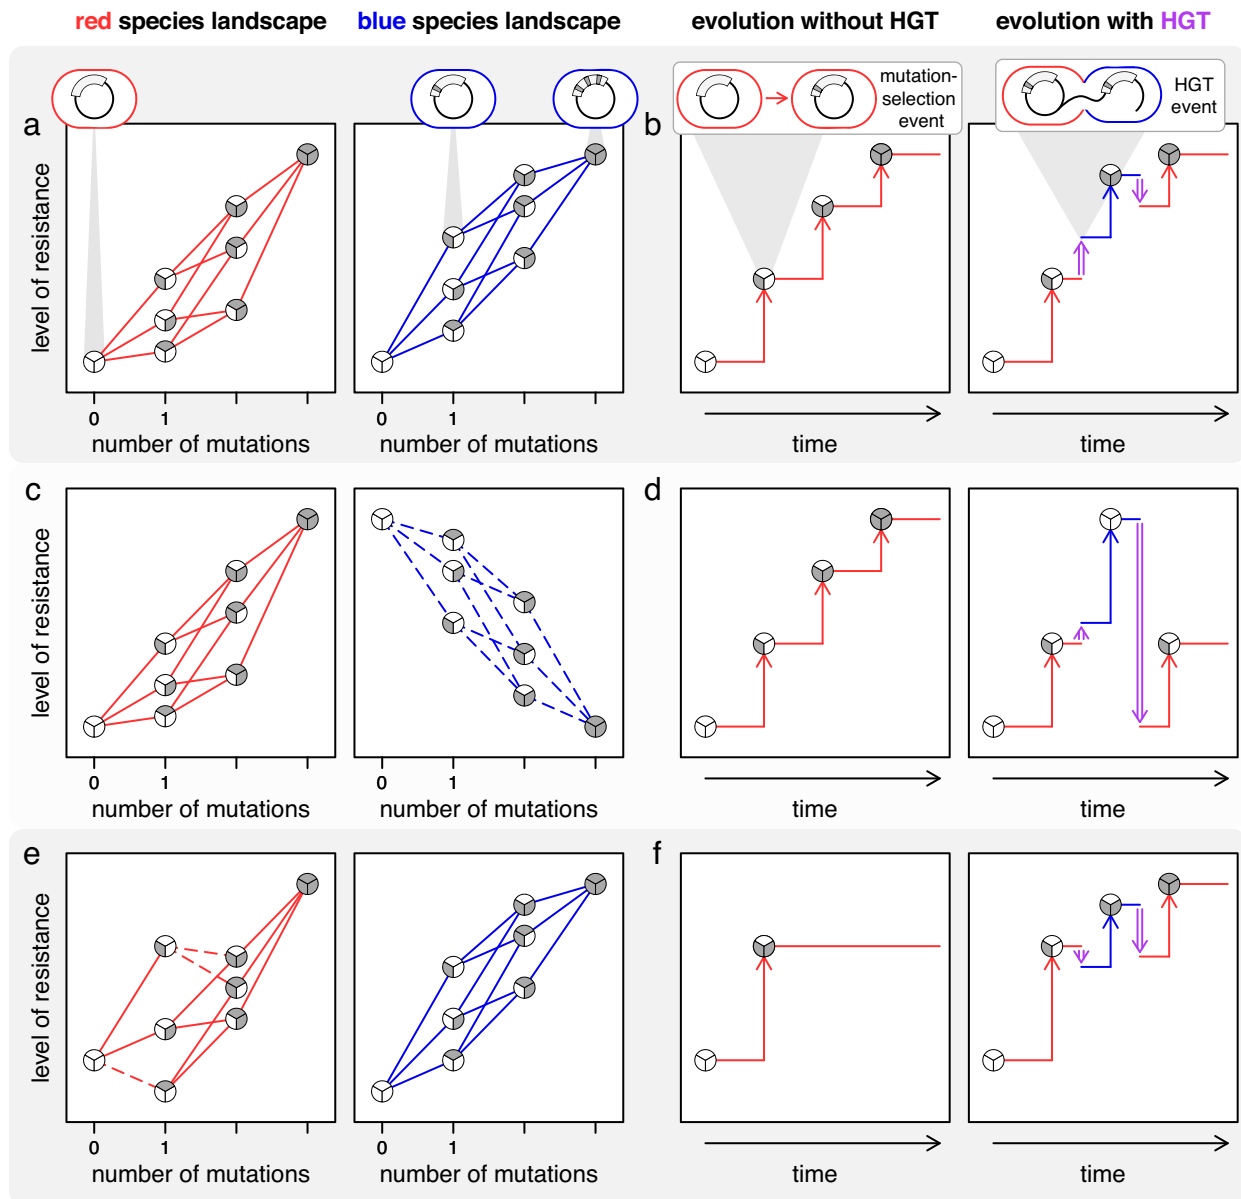 red species landscape
blue species landscape
evolution without HGT
evolution with HGT
a
level of resistance
0
1
number of mutations
0
1
number of mutations
b
mutation-
selection
event
time
HGT
event
time
c
level of resistance
0
1
number of mutations
0
1
number of mutations
d
time
time
e
level of resistance
0
1
number of mutations
0
1
number of mutations
f
time
time